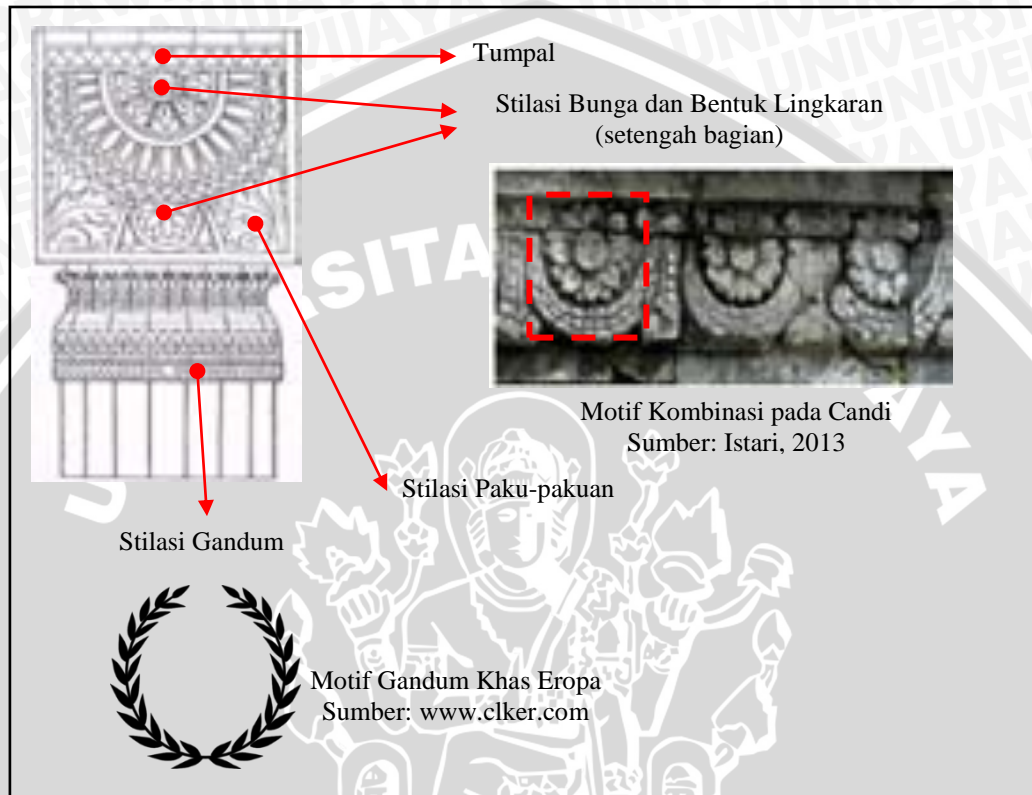 Tumpal
Stilasi Bunga dan Bentuk Lingkaran
(setengah bagian)
Motif Kombinasi pada Candi
Sumber: Istari, 2013
Stilasi Paku-pakuan
Stilasi Gandum
Motif Gandum Khas Eropa
Sumber: www.clker.com